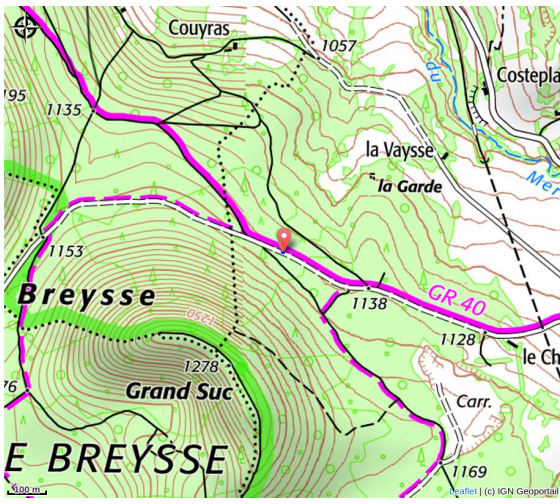 Couyras
1057
Costepla
195
1135
du
la Vaysse
la Garde
Mer
1153
Breysse
1250
1138
GR 40
1128
le Ch
1278
Grand Suc
76
Carr.
E BREYSSE
1169
100 m
Leaflet | (c) IGN Geoportail